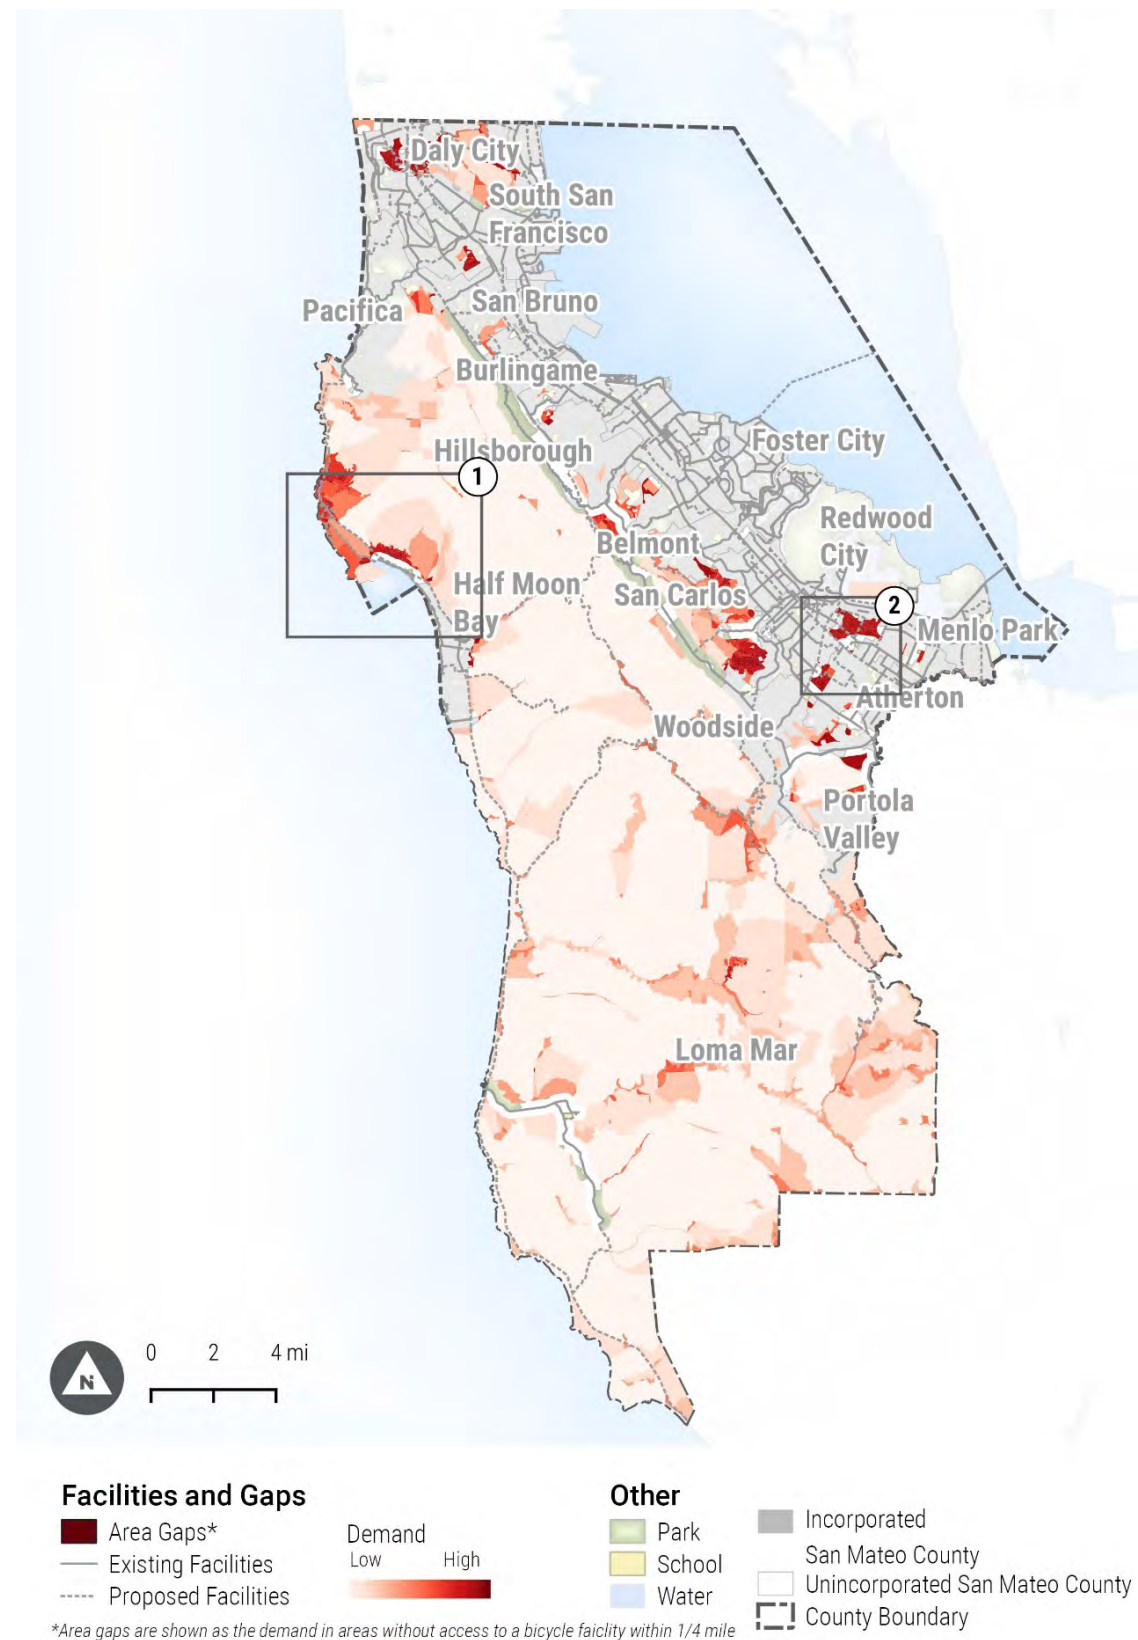 Daly City
South San
Francisco
San Bruno
Pacifica
Burlingame
Foster City
Hillsborough
1
Redwood
City
Belmont
Half Moon
Bay
San Carlos
2
Menlo Park
Atherton
Woodside
Portola
Valley
Loma Mar
N
0 2 4 mi
Facilities and Gaps
Area Gaps*
Existing Facilities
Proposed Facilities
Demand
Low High
Other
Park
School
Water
Incorporated
San Mateo County
Unincorporated San Mateo County
County Boundary
*Area gaps are shown as the demand in areas without access to a bicycle faiclity within 1/4 mile